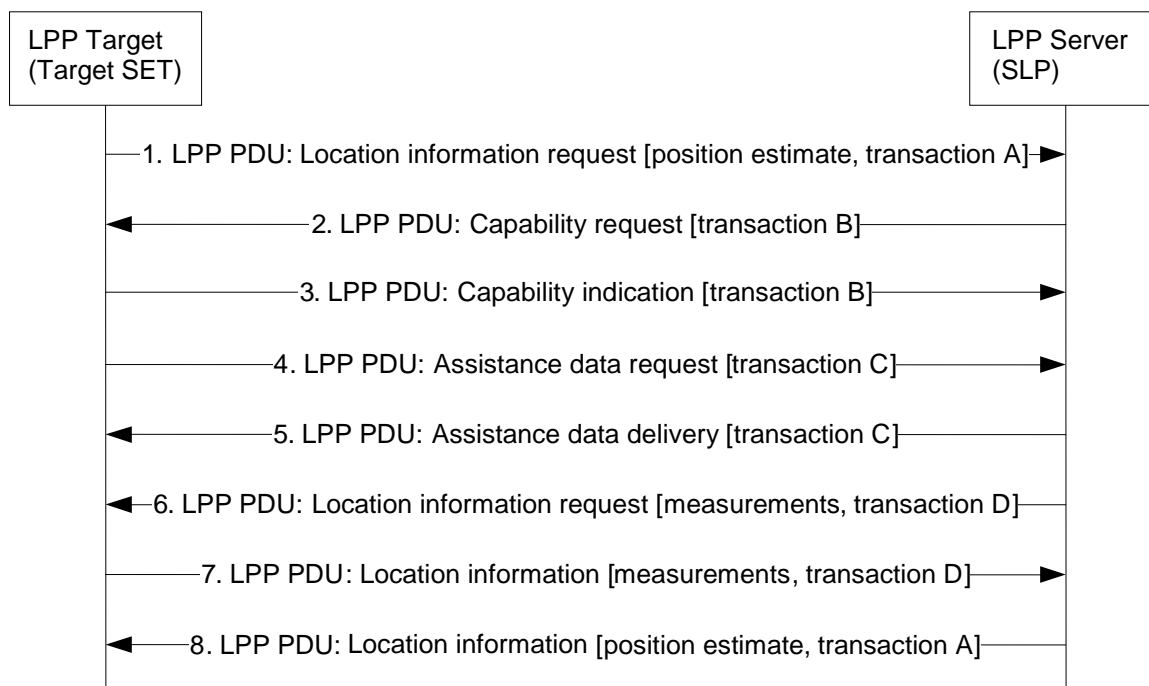 LPP Target
(Target SET)
LPP Server
(SLP)
1. LPP PDU: Location information request [position estimate, transaction A]
2. LPP PDU: Capability request [transaction B]
3. LPP PDU: Capability indication [transaction B]
4. LPP PDU: Assistance data request [transaction C]
5. LPP PDU: Assistance data delivery [transaction C]
6. LPP PDU: Location information request [measurements, transaction D]
7. LPP PDU: Location information [measurements, transaction D]
8. LPP PDU: Location information [position estimate, transaction A]